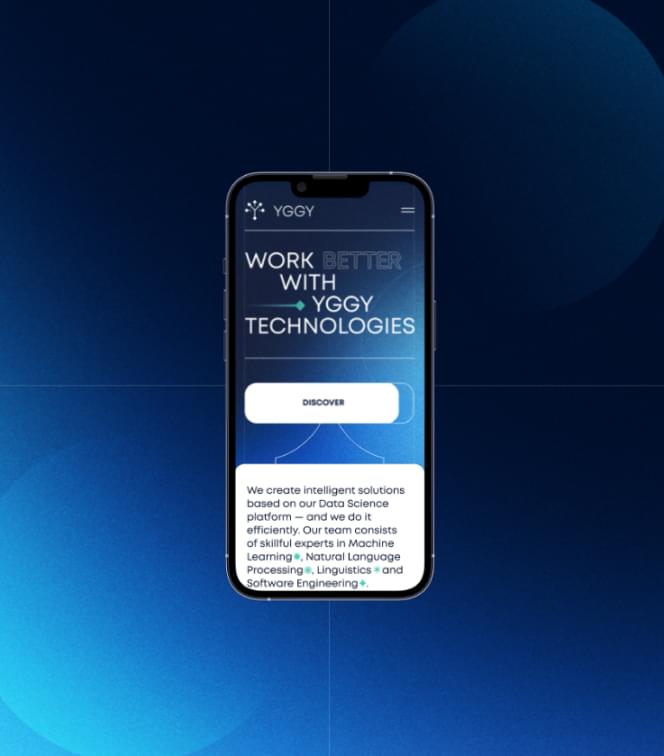 YGGY
WORK BETTER
WITH
YGGY
TECHNOLOGIES
DISCOVER
We create intelligent solutions
based on our Data Science
platform — and we do it
efficiently. Our team consists
of skillful experts in Machine
Learning, Natural Language
Processing, Linguistics and
Software Engineering.